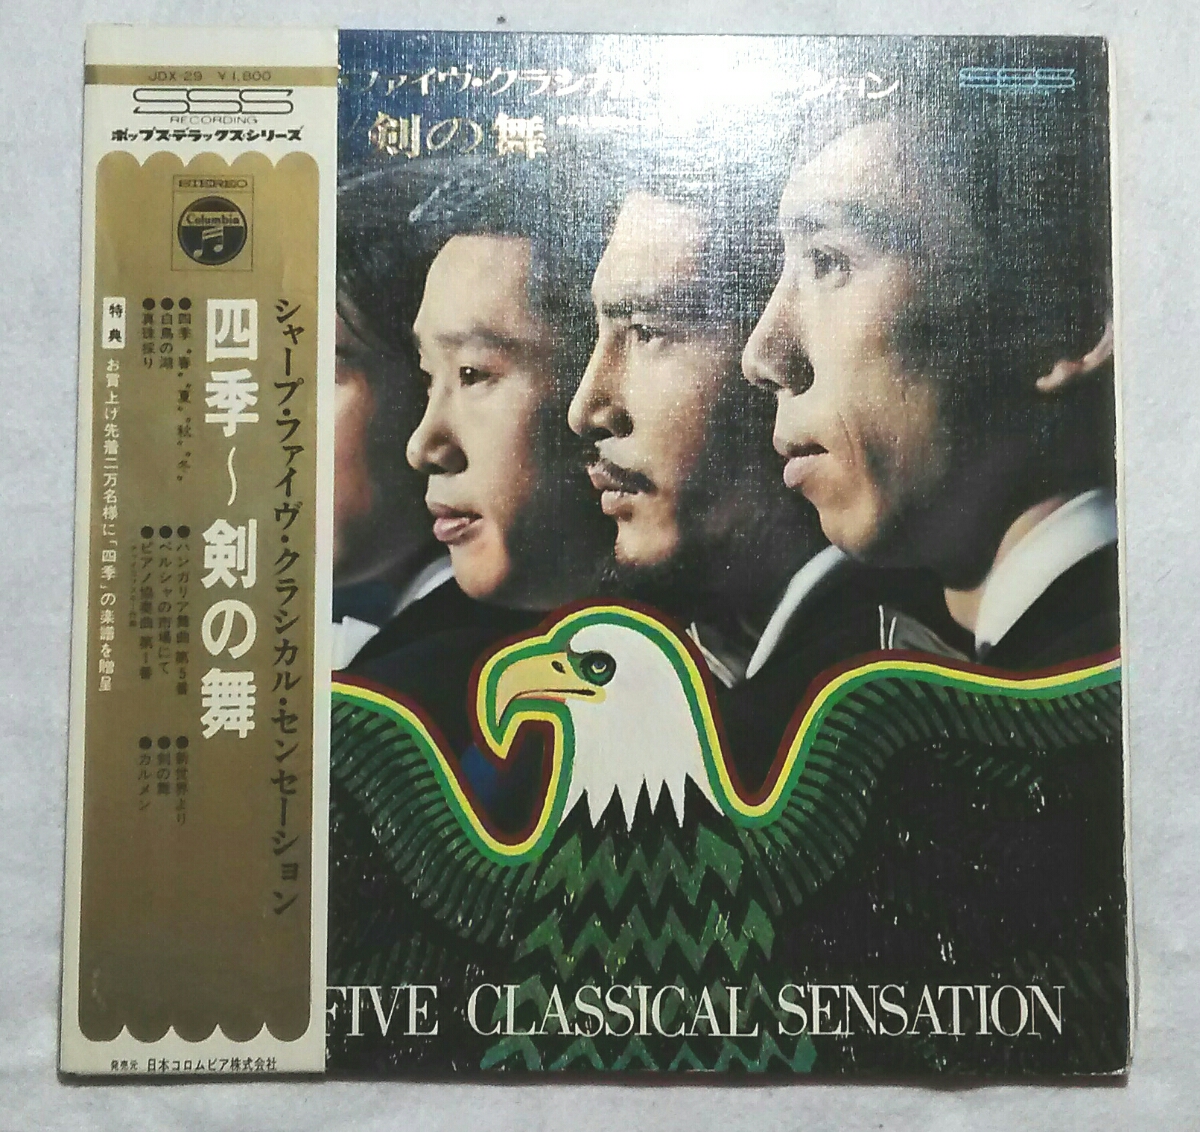 JDX-29 ¥1,800
SSS
RECORDING
ポップス・デラックス・シリーズ
STEREO
Columbia
シャープ・ファイヴ・クラシカル・センセーション
四季〜剣の舞
●四季“春”“夏”“秋”“冬”
●白鳥の湖
●真珠採り
●ハンガリア舞曲 第5番
●ペルシャの市場にて
●ピアノ協奏曲 第1番
●新世界より
●剣の舞
●カルメン
特典
お買上げ先着二万名様に「四季」の楽譜を贈呈
発売元 日本コロムビア株式会社
ファイヴ・クラシカル・センセーション
剣の舞
SSS
FIVE CLASSICAL SENSATION